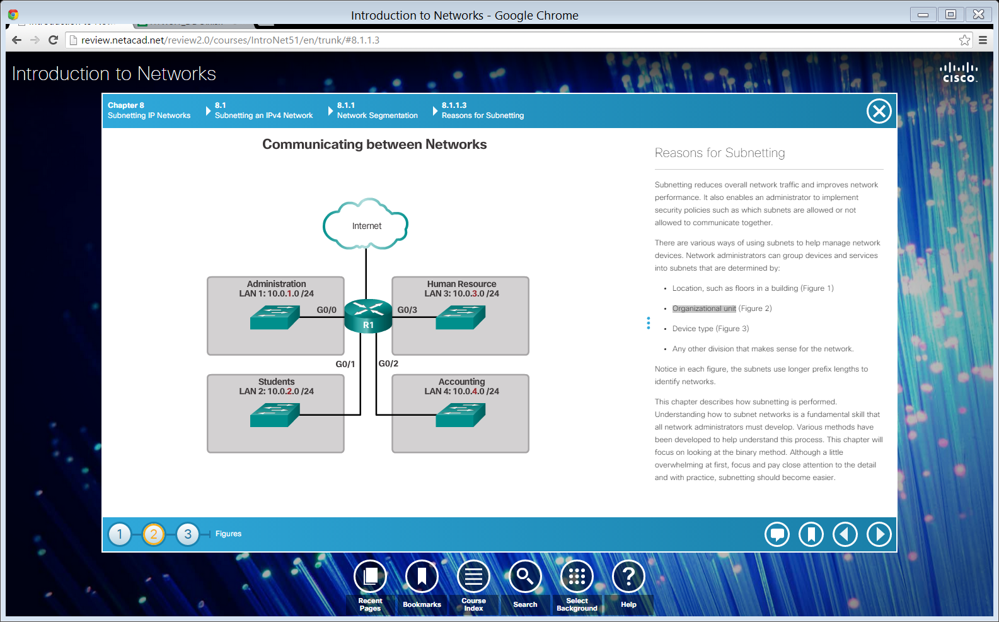 Introduction to Networks - Google Chrome
review.netacad.net/review2.0/courses/IntroNet51/en/trunk/#8.1.1.3
Introduction to Networks
CISCO
Chapter 8
Subnetting IP Networks
8.1
Subnetting an IPv4 Network
8.1.1
Network Segmentation
8.1.1.3
Reasons for Subnetting
Communicating between Networks
Internet
Administration
LAN 1: 10.0.1.0 /24
G0/0
Human Resource
LAN 3: 10.0.3.0 /24
G0/3
R1
G0/1
G0/2
Students
LAN 2: 10.0.2.0 /24
Accounting
LAN 4: 10.0.4.0 /24
Reasons for Subnetting
Subnetting reduces overall network traffic and improves network
performance. It also enables an administrator to implement
security policies such as which subnets are allowed or not
allowed to communicate together.
There are various ways of using subnets to help manage network
devices. Network administrators can group devices and services
into subnets that are determined by:
• Location, such as floors in a building (Figure 1)
• Organizational unit (Figure 2)
• Device type (Figure 3)
• Any other division that makes sense for the network.
Notice in each figure, the subnets use longer prefix lengths to
identify networks.
This chapter describes how subnetting is performed.
Understanding how to subnet networks is a fundamental skill that
all network administrators must develop. Various methods have
been developed to help understand this process. This chapter will
focus on looking at the binary method. Although a little
overwhelming at first, focus and pay close attention to the detail
and with practice, subnetting should become easier.
1 2 3 Figures
Recent
Pages
Bookmarks
Course
Index
Search
Select
Background
?
Help